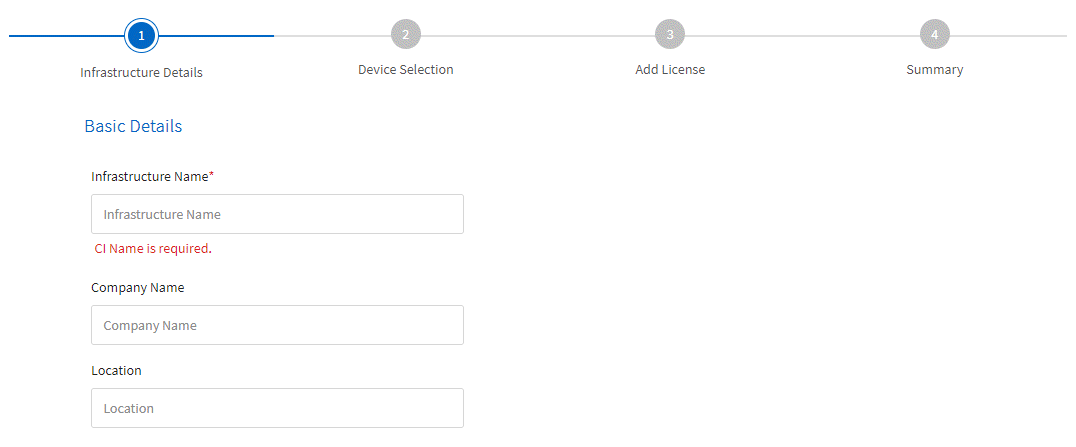 1 2 3 4
Infrastructure Details Device Selection Add License Summary
Basic Details
Infrastructure Name*
Infrastructure Name
CI Name is required.
Company Name
Company Name
Location
Location